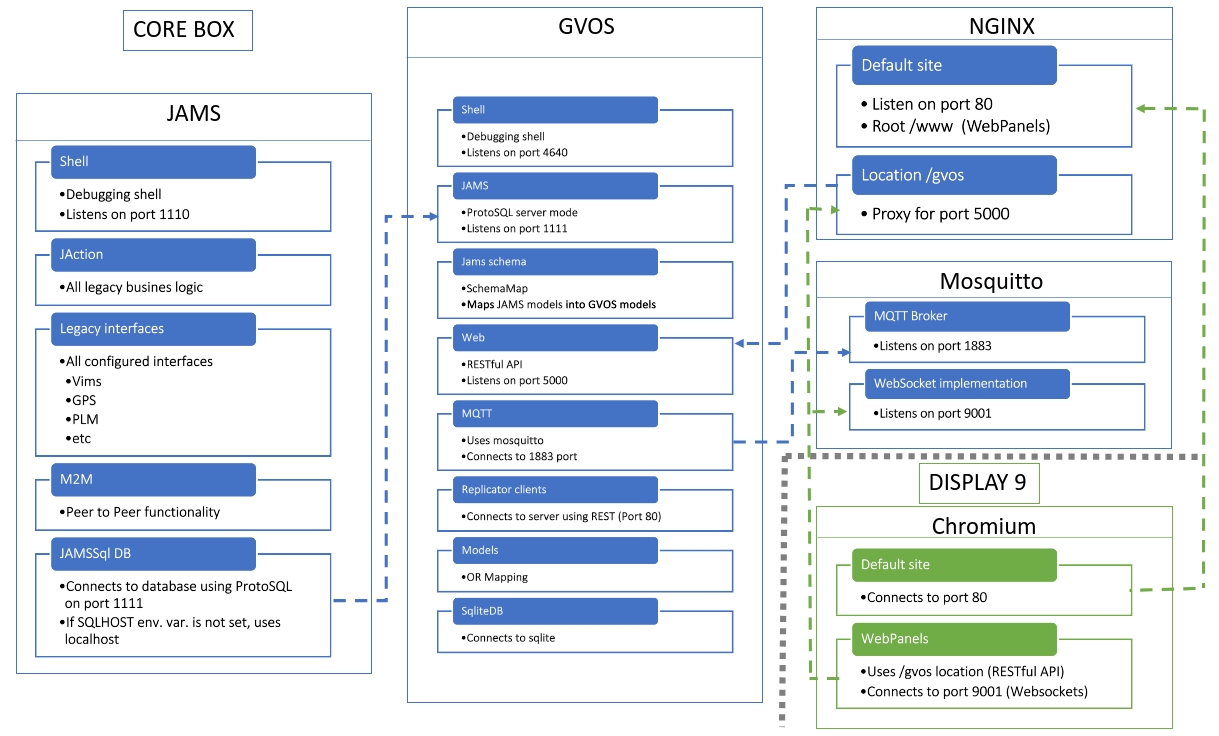 CORE BOX
JAMS
Shell
•Debugging shell
•Listens on port 1110
JAction
•All legacy busines logic
Legacy interfaces
•All configured interfaces
•Vims
•GPS
•PLM
•etc
M2M
•Peer to Peer functionality
JAMSSql DB
•Connects to database using ProtoSQL
on port 1111
•If SQLHOST env. var. is not set, uses
localhost
GVOS
Shell
•Debugging shell
•Listens on port 4640
JAMS
•ProtoSQL server mode
•Listens on port 1111
Jams schema
•SchemaMap
•Maps JAMS models into GVOS models
Web
•RESTful API
•Listens on port 5000
MQTT
•Uses mosquitto
•Connects to 1883 port
Replicator clients
•Connects to server using REST (Port 80)
Models
•OR Mapping
SqliteDB
•Connects to sqlite
NGINX
Default site
•Listen on port 80
•Root /www (WebPanels)
Location /gvos
•Proxy for port 5000
Mosquitto
MQTT Broker
•Listens on port 1883
WebSocket implementation
•Listens on port 9001
DISPLAY 9
Chromium
Default site
•Connects to port 80
WebPanels
•Uses /gvos location (RESTful API)
•Connects to port 9001 (Websockets)